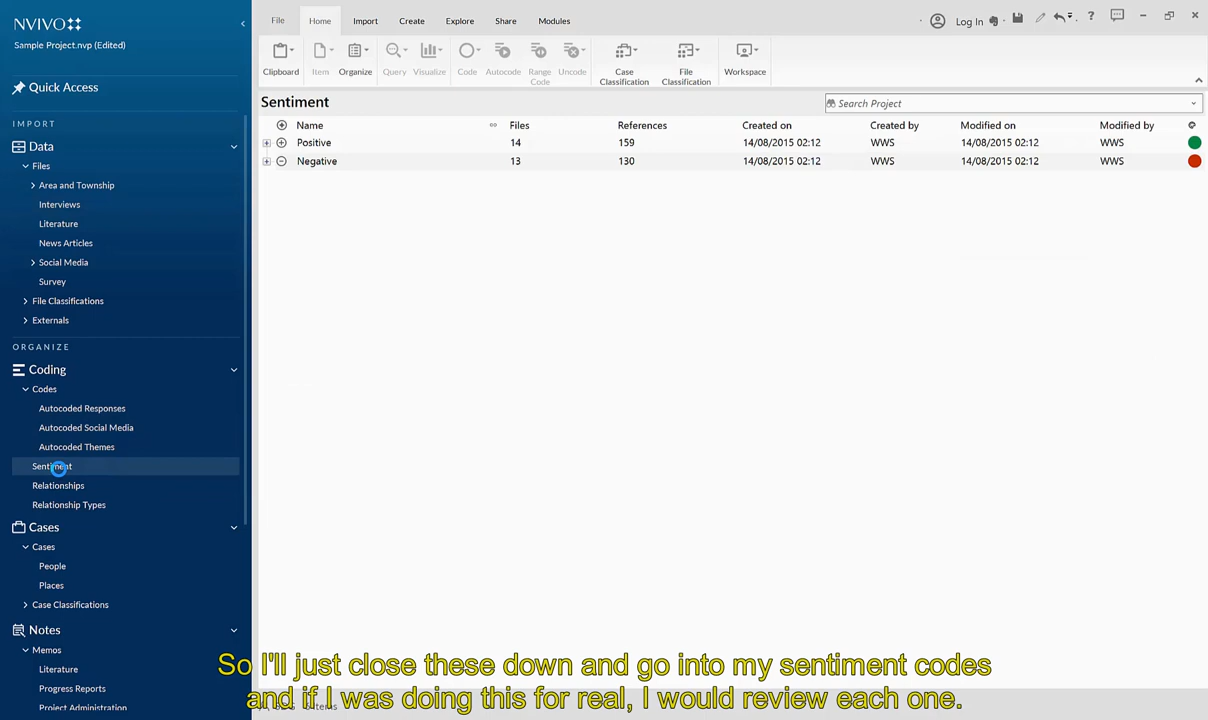 NVIVO
Sample Project.nvp (Edited)
Quick Access
IMPORT
Data
Files
Area and Township
Interviews
Literature
News Articles
Social Media
Survey
File Classifications
Externals
ORGANIZE
Coding
Codes
Autocoded Responses
Autocoded Social Media
Autocoded Themes
Sentiment
Relationships
Relationship Types
Cases
Cases
People
Places
Case Classifications
Notes
Memos
Literature
Progress Reports
Project Administration
File Home Import Create Explore Share Modules
Log In
Clipboard Item Organize Query Visualize Code Autocode Range Code Uncode Case Classification File Classification Workspace
Sentiment
Search Project
Name Files References Created on Created by Modified on Modified by
Positive 14 159 14/08/2015 02:12 WWS 14/08/2015 02:12 WWS
Negative 13 130 14/08/2015 02:12 WWS 14/08/2015 02:12 WWS
So I'll just close these down and go into my sentiment codes
and if I was doing this for real, I would review each one.